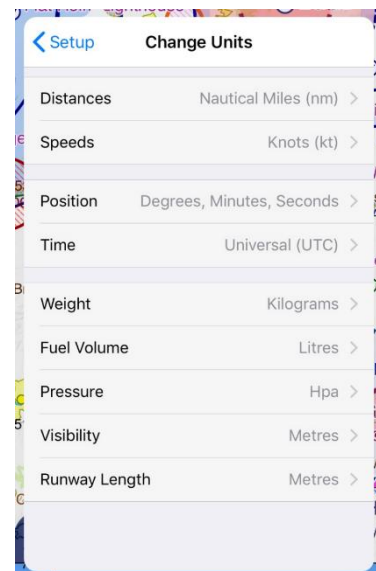 Setup Change Units
Distances Nautical Miles (nm)
Speeds Knots (kt)
Position Degrees, Minutes, Seconds
Time Universal (UTC)
Weight Kilograms
Fuel Volume Litres
Pressure Hpa
Visibility Metres
Runway Length Metres